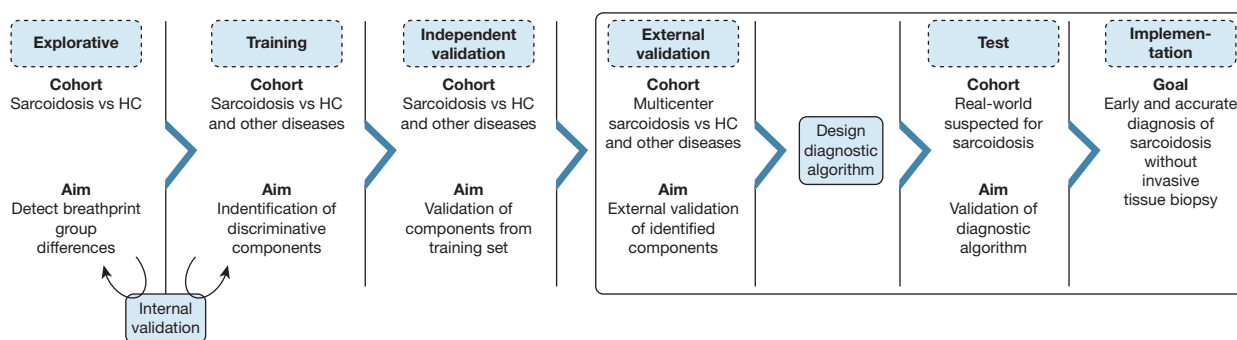 Explorative
Cohort
Sarcoidosis vs HC
Aim
Detect breathprint
group
differences
Internal
validation
Training
Cohort
Sarcoidosis vs HC
and other diseases
Aim
Indentification of
discriminative
components
Independent
validation
Cohort
Sarcoidosis vs HC
and other diseases
Aim
Validation of
components from
training set
External
validation
Cohort
Multicenter
sarcoidosis vs HC
and other diseases
Aim
External validation
of identified
components
Design
diagnostic
algorithm
Test
Cohort
Real-world
suspected for
sarcoidosis
Aim
Validation of
diagnostic
algorithm
Implemen-
tation
Goal
Early and accurate
diagnosis of
sarcoidosis
without
invasive
tissue biopsy